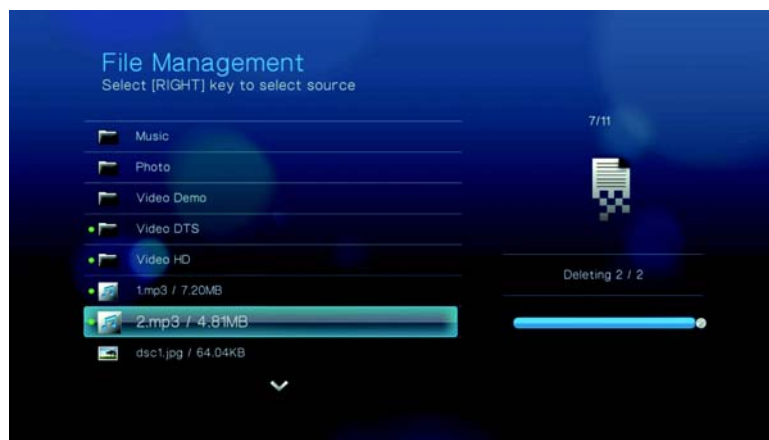 File Management
Select [RIGHT] key to select source
Music
Photo
Video Demo
Video DTS
Video HD
1.mp3 / 7.20MB
2.mp3 / 4.81MB
dsc1.jpg / 64.04KB
7/11
Deleting 2 / 2